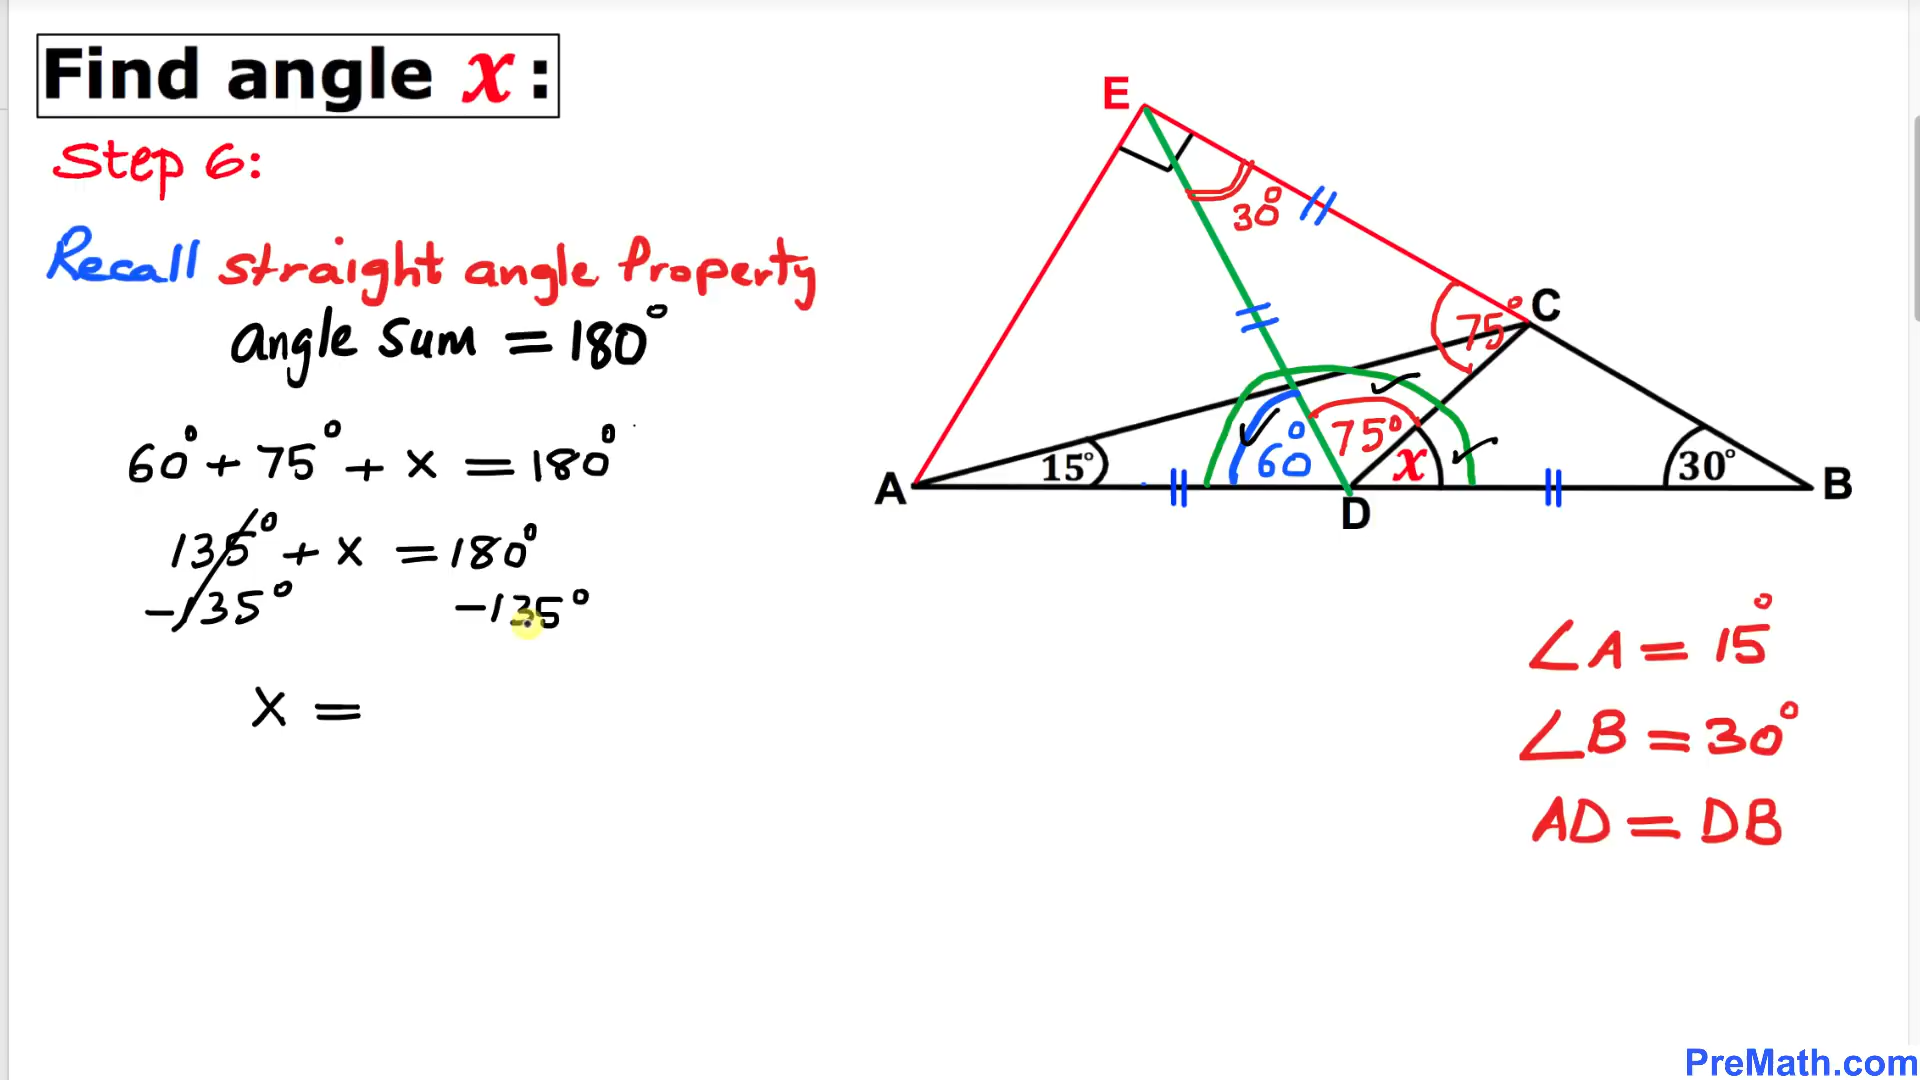 Find angle x:
Step 6:
Recall straight angle Property
angle sum = 180°
60° + 75° + x = 180°
135° + x = 180°
-135° -135°
x =
E
30°
C
75°
A
15°
60°
75°
x
30°
B
D
∠A = 15°
∠B = 30°
AD = DB
PreMath.com